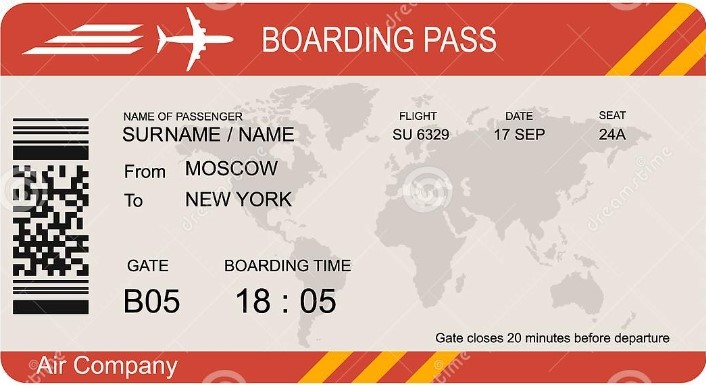 BOARDING PASS
NAME OF PASSENGER FLIGHT DATE SEAT
SURNAME / NAME SU 6329 17 SEP 24A
From MOSCOW
To NEW YORK
GATE BOARDING TIME
B05 18 : 05
Gate closes 20 minutes before departure
Air Company
dreamstime